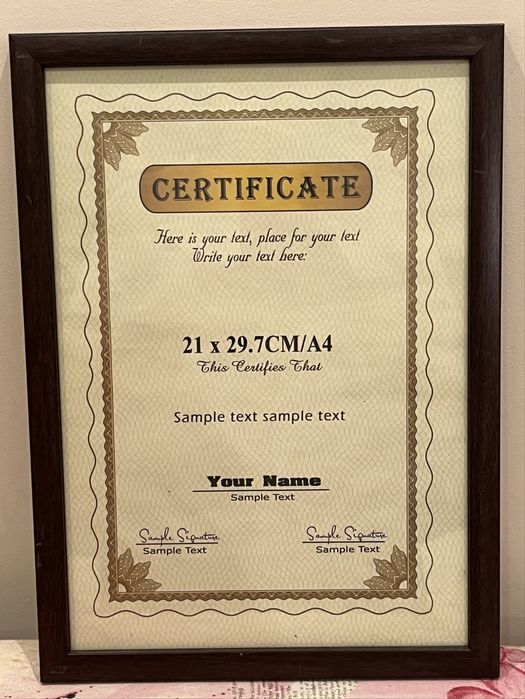 CERTIFICATE
Here is your text, place for your text
Write your text here:
21 x 29.7CM/A4
This Certifies That
Sample text sample text
Your Name
Sample Text
Sample Signature Sample Signature
Sample Text Sample Text